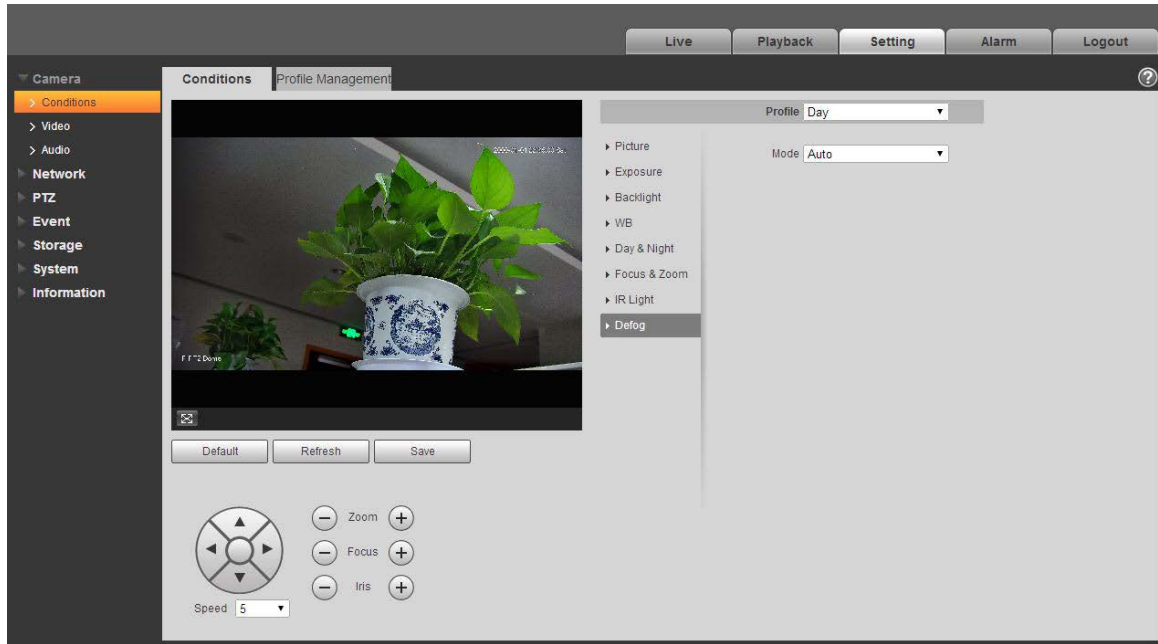 Live Playback Setting Alarm Logout
Camera
Conditions
Video
Audio
Network
PTZ
Event
Storage
System
Information
Conditions Profile Management
?
PTZ Dome
Default Refresh Save
Zoom
Focus
Iris
Speed 5
Profile Day
Picture
Exposure
Backlight
WB
Day & Night
Focus & Zoom
IR Light
Defog
Mode Auto